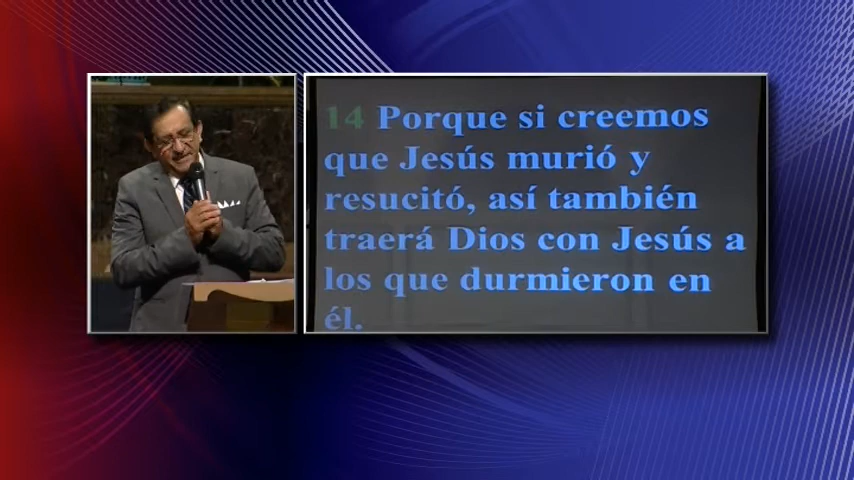 14 Porque si creemos
que Jesús murió y
resucitó, así también
traerá Dios con Jesús a
los que durmieron en
él.